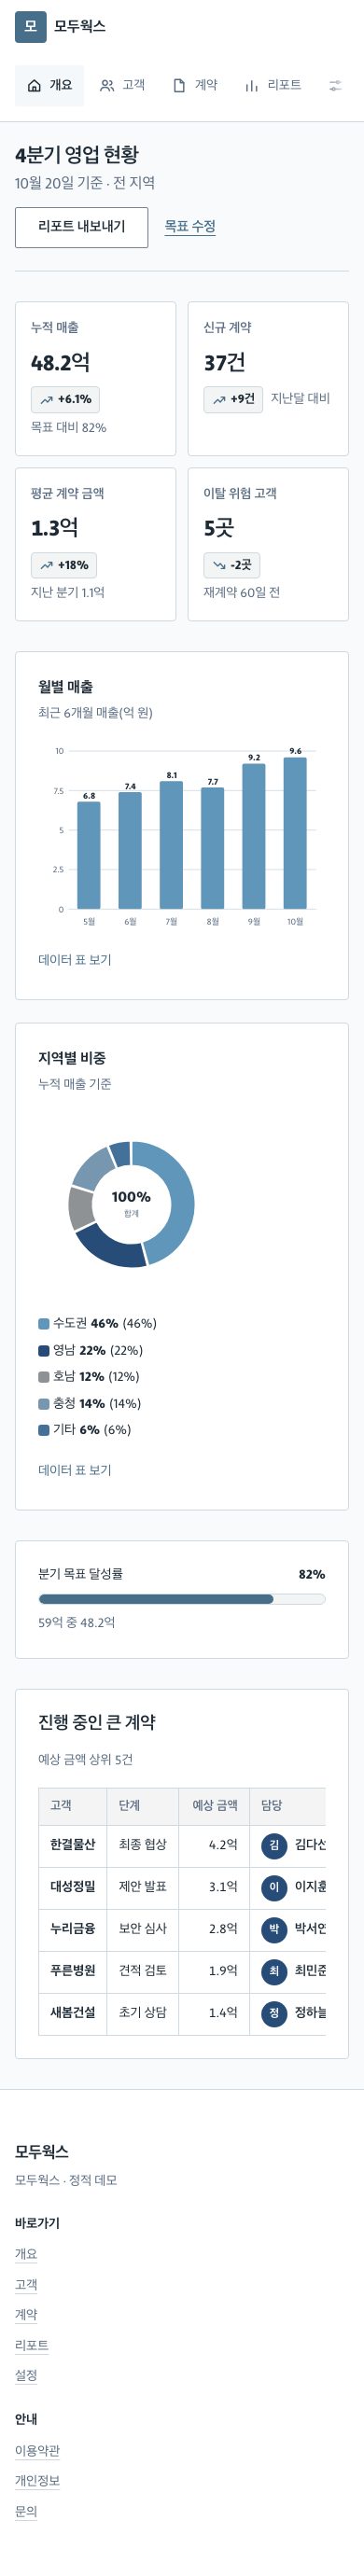 모 모두웍스
개요 고객 계약 리포트
4분기 영업 현황
10월 20일 기준 · 전 지역
리포트 내보내기 목표 수정
누적 매출
48.2억
+6.1%
목표 대비 82%
신규 계약
37건
+9건 지난달 대비
평균 계약 금액
1.3억
+18%
지난 분기 1.1억
이탈 위험 고객
5곳
-2곳
재계약 60일 전
월별 매출
최근 6개월 매출(억 원)
10
7.5
5
2.5
0
6.8 7.4 8.1 7.7 9.2 9.6
5월 6월 7월 8월 9월 10월
데이터 표 보기
지역별 비중
누적 매출 기준
100%
합계
수도권 46% (46%)
영남 22% (22%)
호남 12% (12%)
충청 14% (14%)
기타 6% (6%)
데이터 표 보기
분기 목표 달성률 82%
59억 중 48.2억
진행 중인 큰 계약
예상 금액 상위 5건
고객 단계 예상 금액 담당
한결물산 최종 협상 4.2억 김 김다
대성정밀 제안 발표 3.1억 이 이지훈
누리금융 보안 심사 2.8억 박 박서연
푸른병원 견적 검토 1.9억 최 최민준
새봄건설 초기 상담 1.4억 정 정하늘
모두웍스
모두웍스 · 정적 데모
바로가기
개요
고객
계약
리포트
설정
안내
이용약관
개인정보
문의